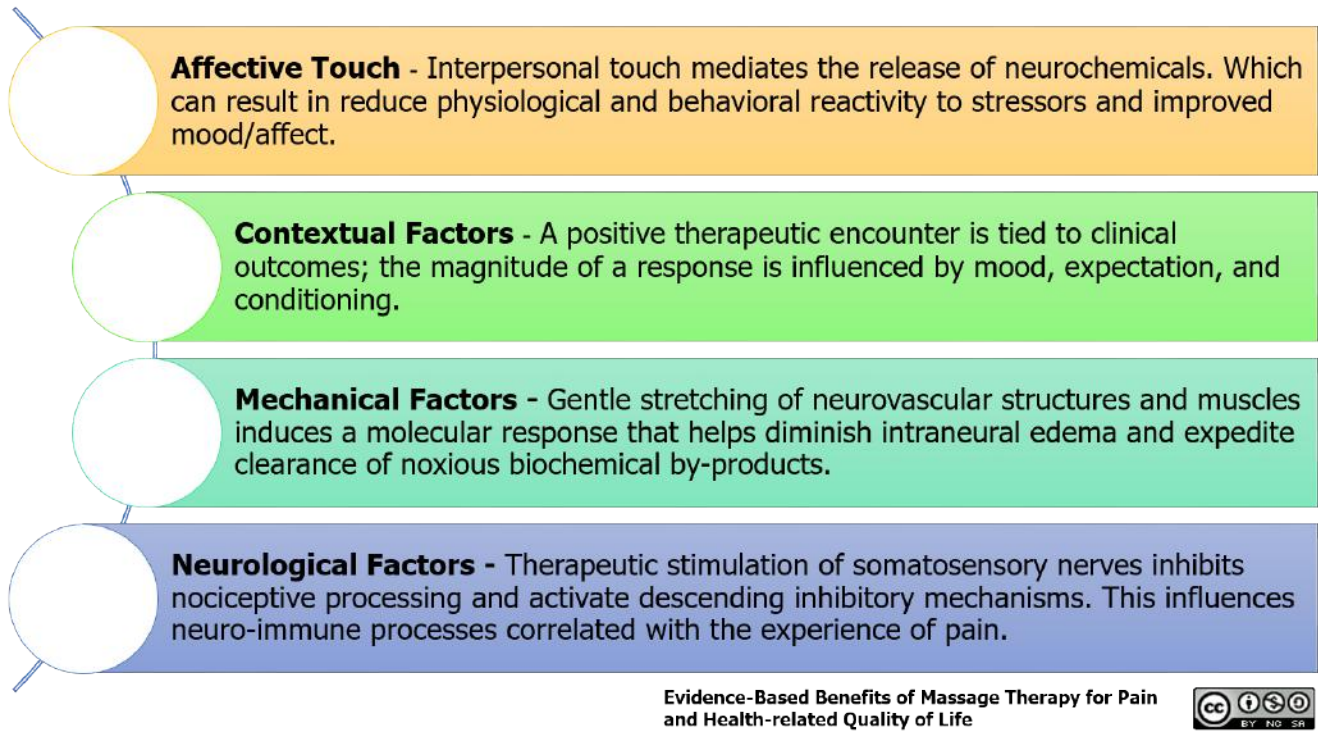 Affective Touch - Interpersonal touch mediates the release of neurochemicals. Which
can result in reduce physiological and behavioral reactivity to stressors and improved
mood/affect.
Contextual Factors - A positive therapeutic encounter is tied to clinical
outcomes; the magnitude of a response is influenced by mood, expectation, and
conditioning.
Mechanical Factors - Gentle stretching of neurovascular structures and muscles
induces a molecular response that helps diminish intraneural edema and expedite
clearance of noxious biochemical by-products.
Neurological Factors - Therapeutic stimulation of somatosensory nerves inhibits
nociceptive processing and activate descending inhibitory mechanisms. This influences
neuro-immune processes correlated with the experience of pain.
Evidence-Based Benefits of Massage Therapy for Pain
and Health-related Quality of Life
cc
BY NC SA